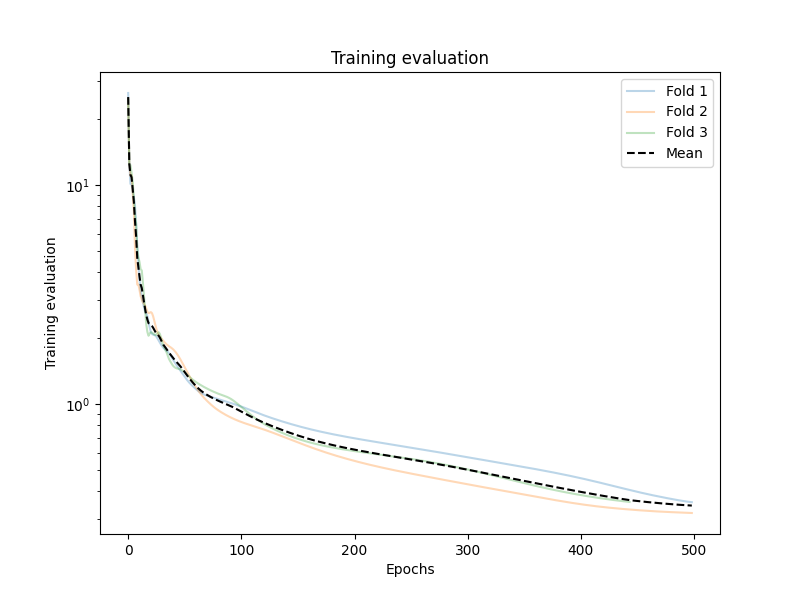 Training evaluation
Fold 1
Fold 2
Fold 3
Mean
10¹
10⁰
Training evaluation
0 100 200 300 400 500
Epochs